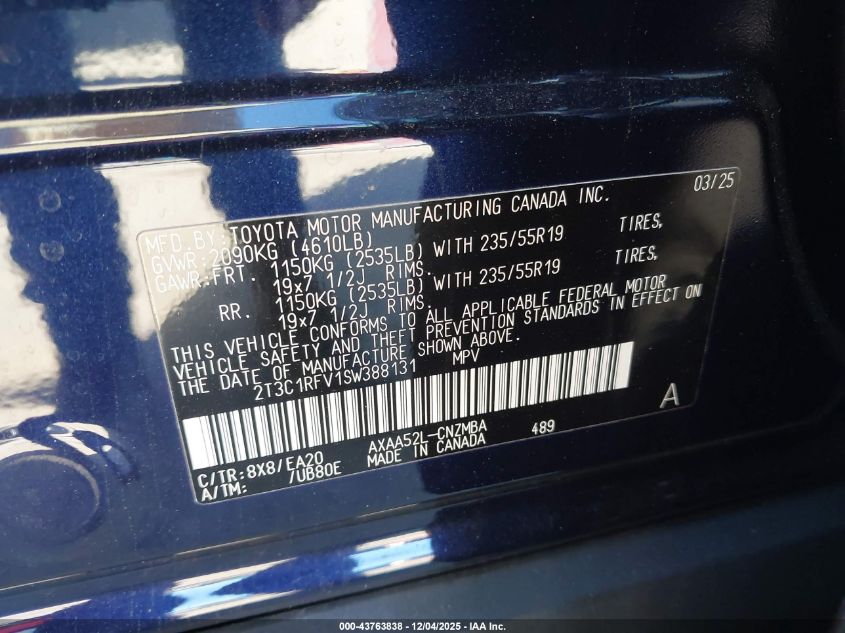 MFD.BY:TOYOTA MOTOR MANUFACTURING CANADA INC. 03/25
GVWR:2090KG (4610LB)
GAWR:FRT. 1150KG (2535LB) WITH 235/55R19 TIRES,
19x7 1/2J RIMS.
RR. 1150KG (2535LB) WITH 235/55R19 TIRES,
19x7 1/2J RIMS.
THIS VEHICLE CONFORMS TO ALL APPLICABLE FEDERAL MOTOR
VEHICLE SAFETY AND THEFT PREVENTION STANDARDS IN EFFECT ON
THE DATE OF MANUFACTURE SHOWN ABOVE.
2T3C1RFV1SW388131 MPV
A
C/TR:8X8/EA20 AXAA52L-CNZMBA 489
A/TM: /UB80E MADE IN CANADA
000-43763838 - 12/04/2025 - IAA Inc.